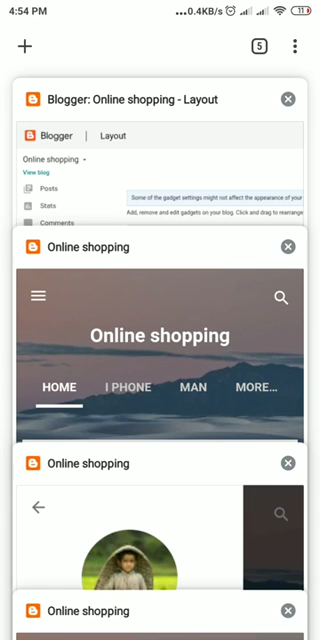 4:54 PM
...0.4KB/s
11
5
Blogger: Online shopping - Layout
Blogger | Layout
Online shopping
View blog
Posts
Stats
Comments
Some of the gadget settings might not affect the appearance of your
Add, remove and edit gadgets on your blog. Click and drag to rearrange
Online shopping
Online shopping
HOME I PHONE MAN MORE...
Online shopping
Online shopping